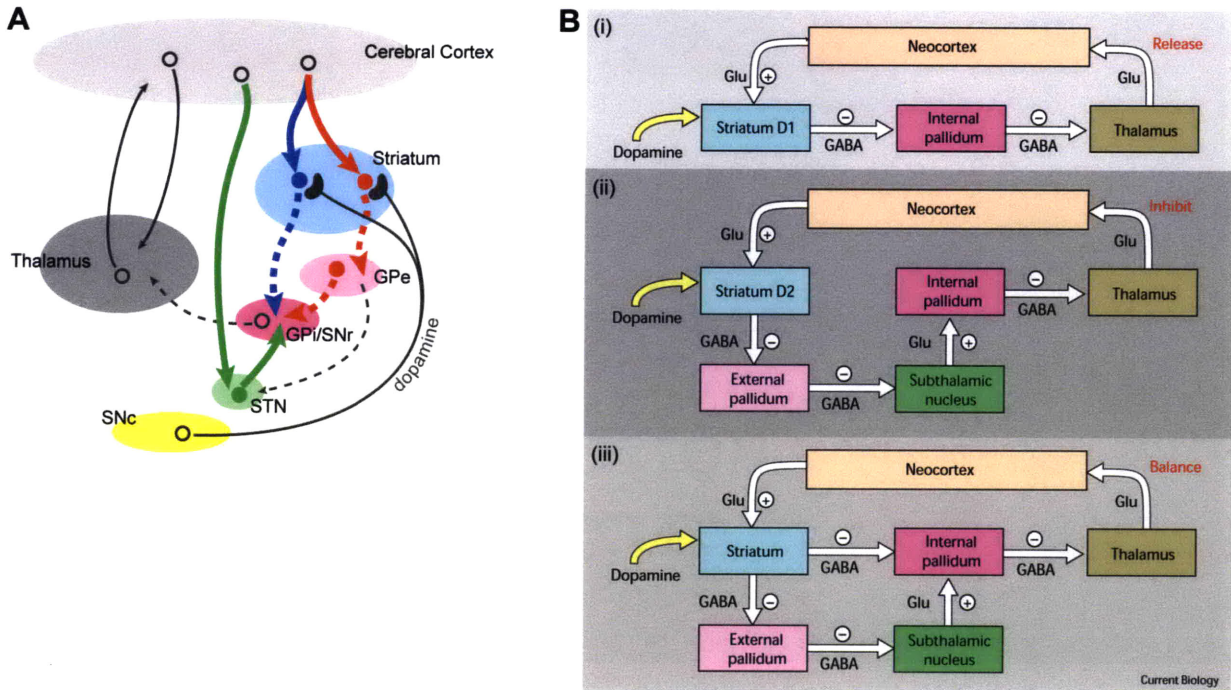 A
Cerebral Cortex
Striatum
Thalamus
GPe
GPi/SNr
dopamine
STN
SNc
B
(i)
Neocortex
Release
Glu
+
Glu
Striatum D1
−
GABA
Internal
pallidum
−
GABA
Thalamus
Dopamine
(ii)
Neocortex
Inhibit
Glu
+
Glu
Striatum D2
Internal
pallidum
−
GABA
Thalamus
Dopamine
GABA
−
Glu
+
External
pallidum
−
GABA
Subthalamic
nucleus
(iii)
Neocortex
Balance
Glu
+
Glu
Striatum
−
GABA
Internal
pallidum
−
GABA
Thalamus
Dopamine
GABA
−
Glu
+
External
pallidum
−
GABA
Subthalamic
nucleus
Current Biology